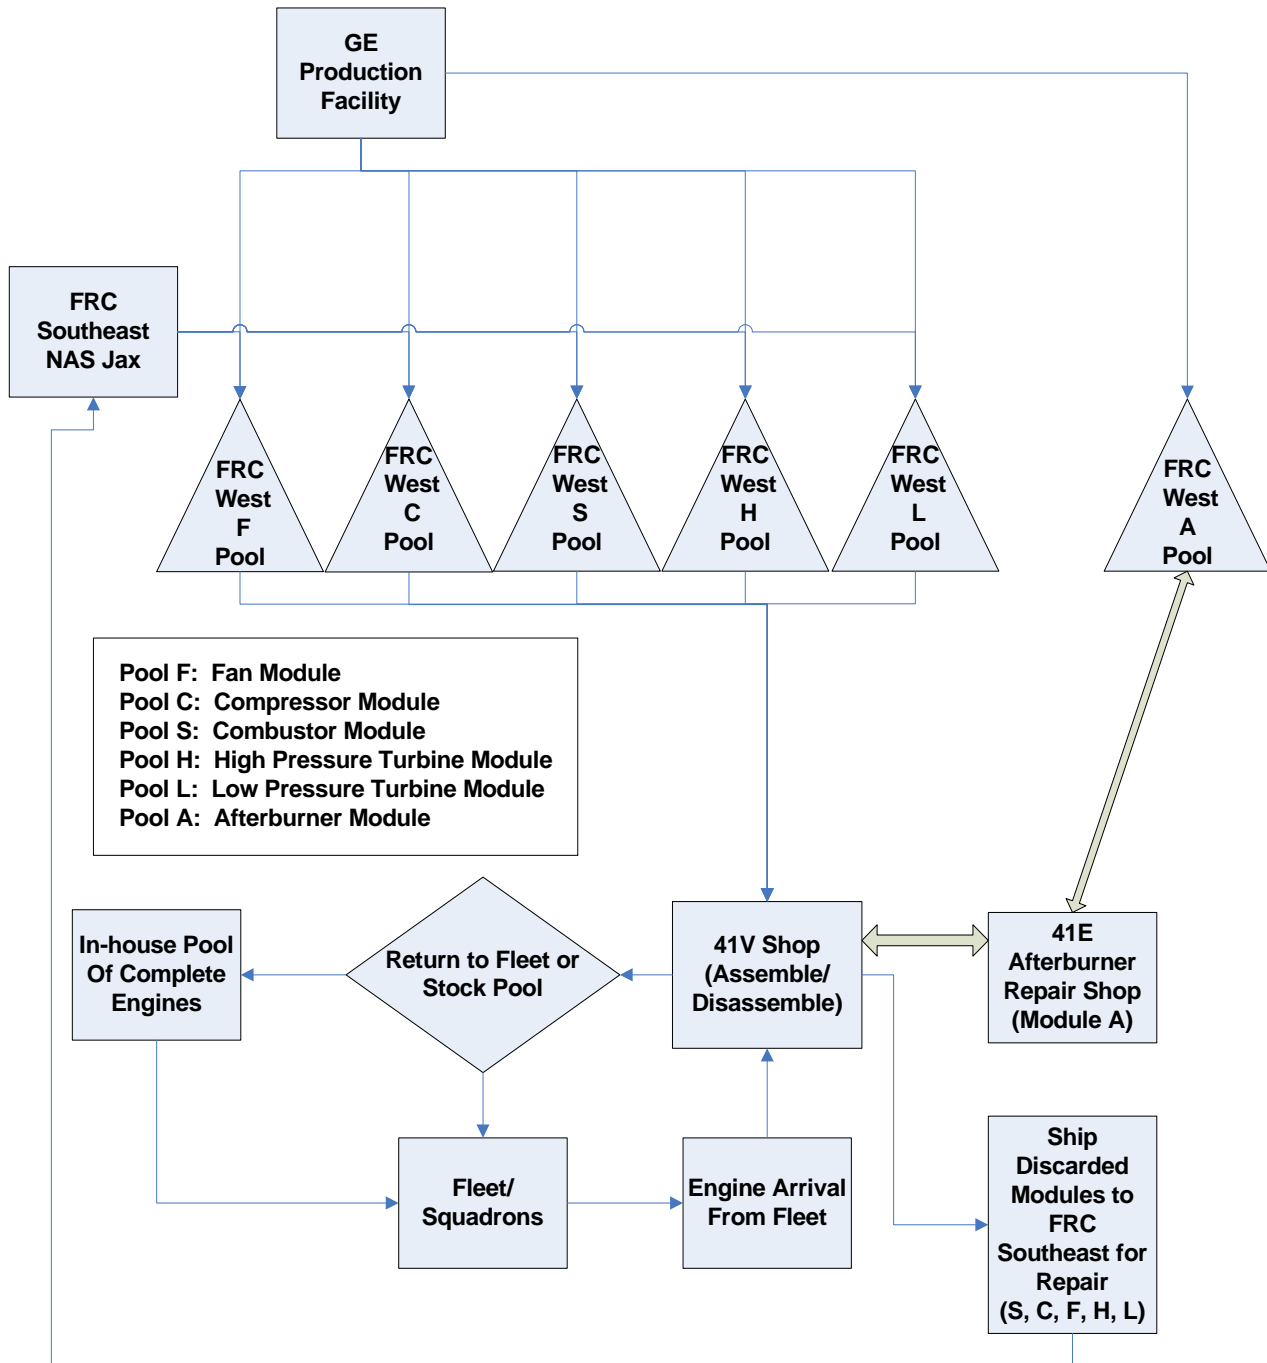 GE
Production
Facility
FRC
Southeast
NAS Jax
FRC
West
F
Pool
FRC
West
C
Pool
FRC
West
S
Pool
FRC
West
H
Pool
FRC
West
L
Pool
FRC
West
A
Pool
Pool F:  Fan Module
Pool C:  Compressor Module
Pool S:  Combustor Module
Pool H:  High Pressure Turbine Module
Pool L:  Low Pressure Turbine Module
Pool A:  Afterburner Module
In-house Pool
Of Complete
Engines
Return to Fleet or
Stock Pool
41V Shop
(Assemble/
Disassemble)
41E
Afterburner
Repair Shop
(Module A)
Fleet/
Squadrons
Engine Arrival
From Fleet
Ship
Discarded
Modules to
FRC
Southeast for
Repair
(S, C, F, H, L)